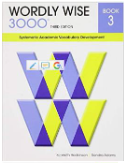 WORDLY WISE
3000
THIRD EDITION
BOOK
3
Systematic Academic Vocabulary Development
W
W